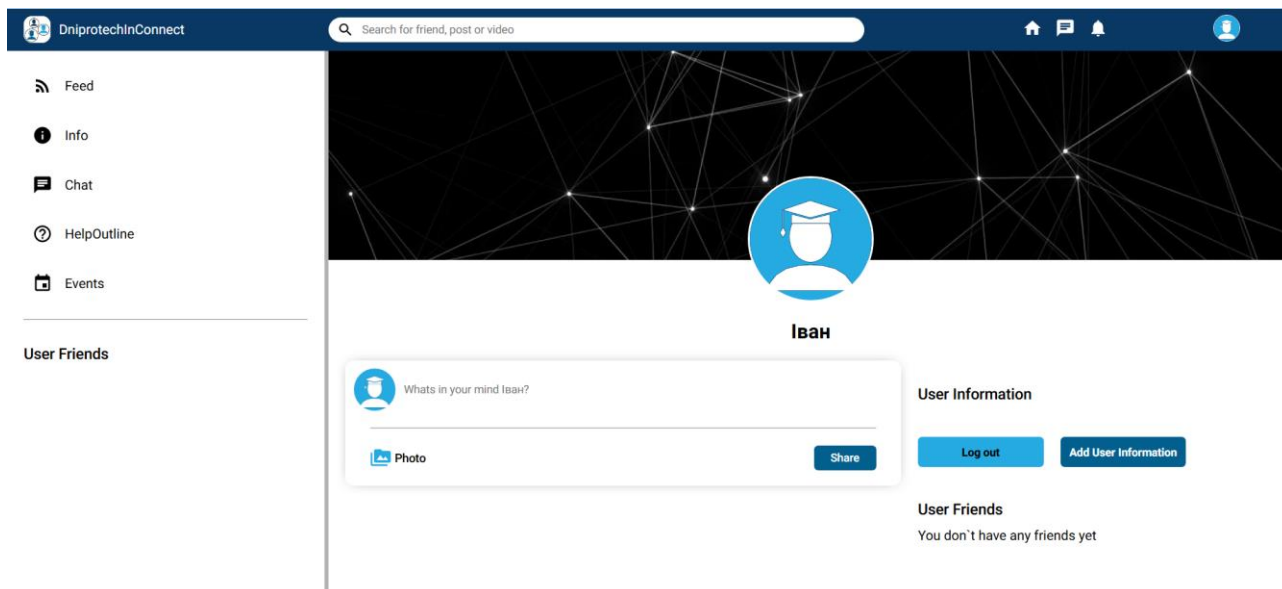 DniprotechInConnect
Search for friend, post or video
Feed
Info
Chat
HelpOutline
Events
User Friends
Іван
Whats in your mind Іван?
Photo
Share
User Information
Log out
Add User Information
User Friends
You don`t have any friends yet